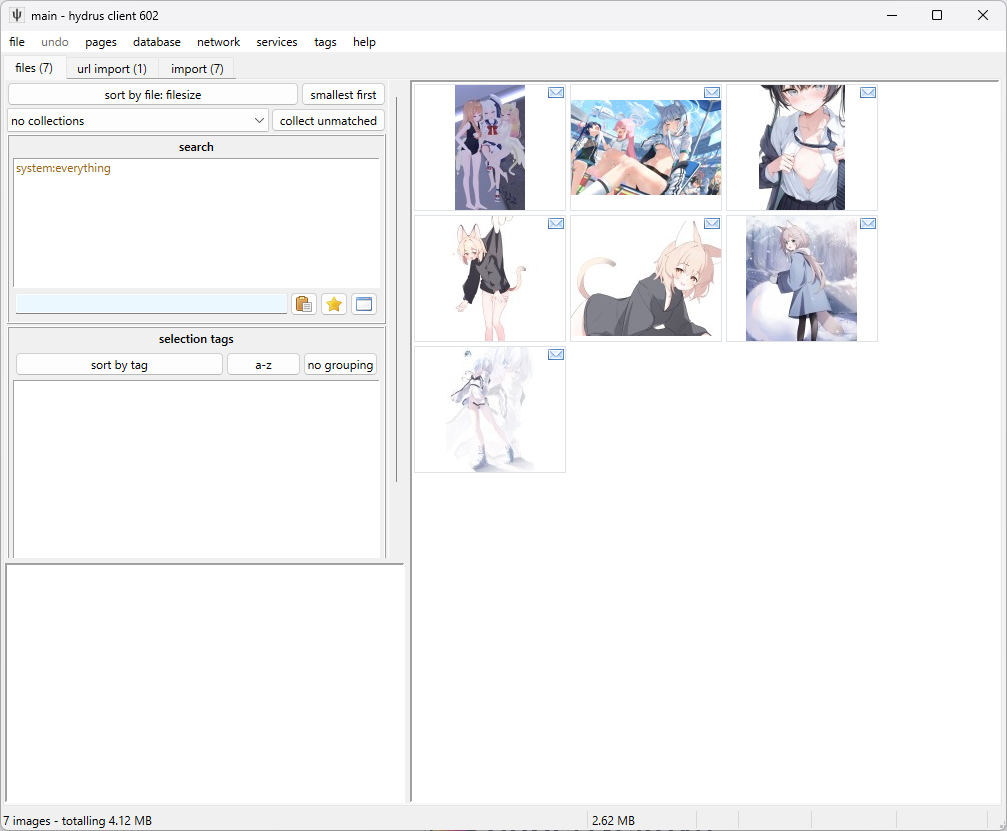 main - hydrus client 602
file undo pages database network services tags help
files (7) url import (1) import (7)
sort by file: filesize smallest first
no collections collect unmatched
search
system:everything
selection tags
sort by tag a-z no grouping
7 images - totalling 4.12 MB 2.62 MB